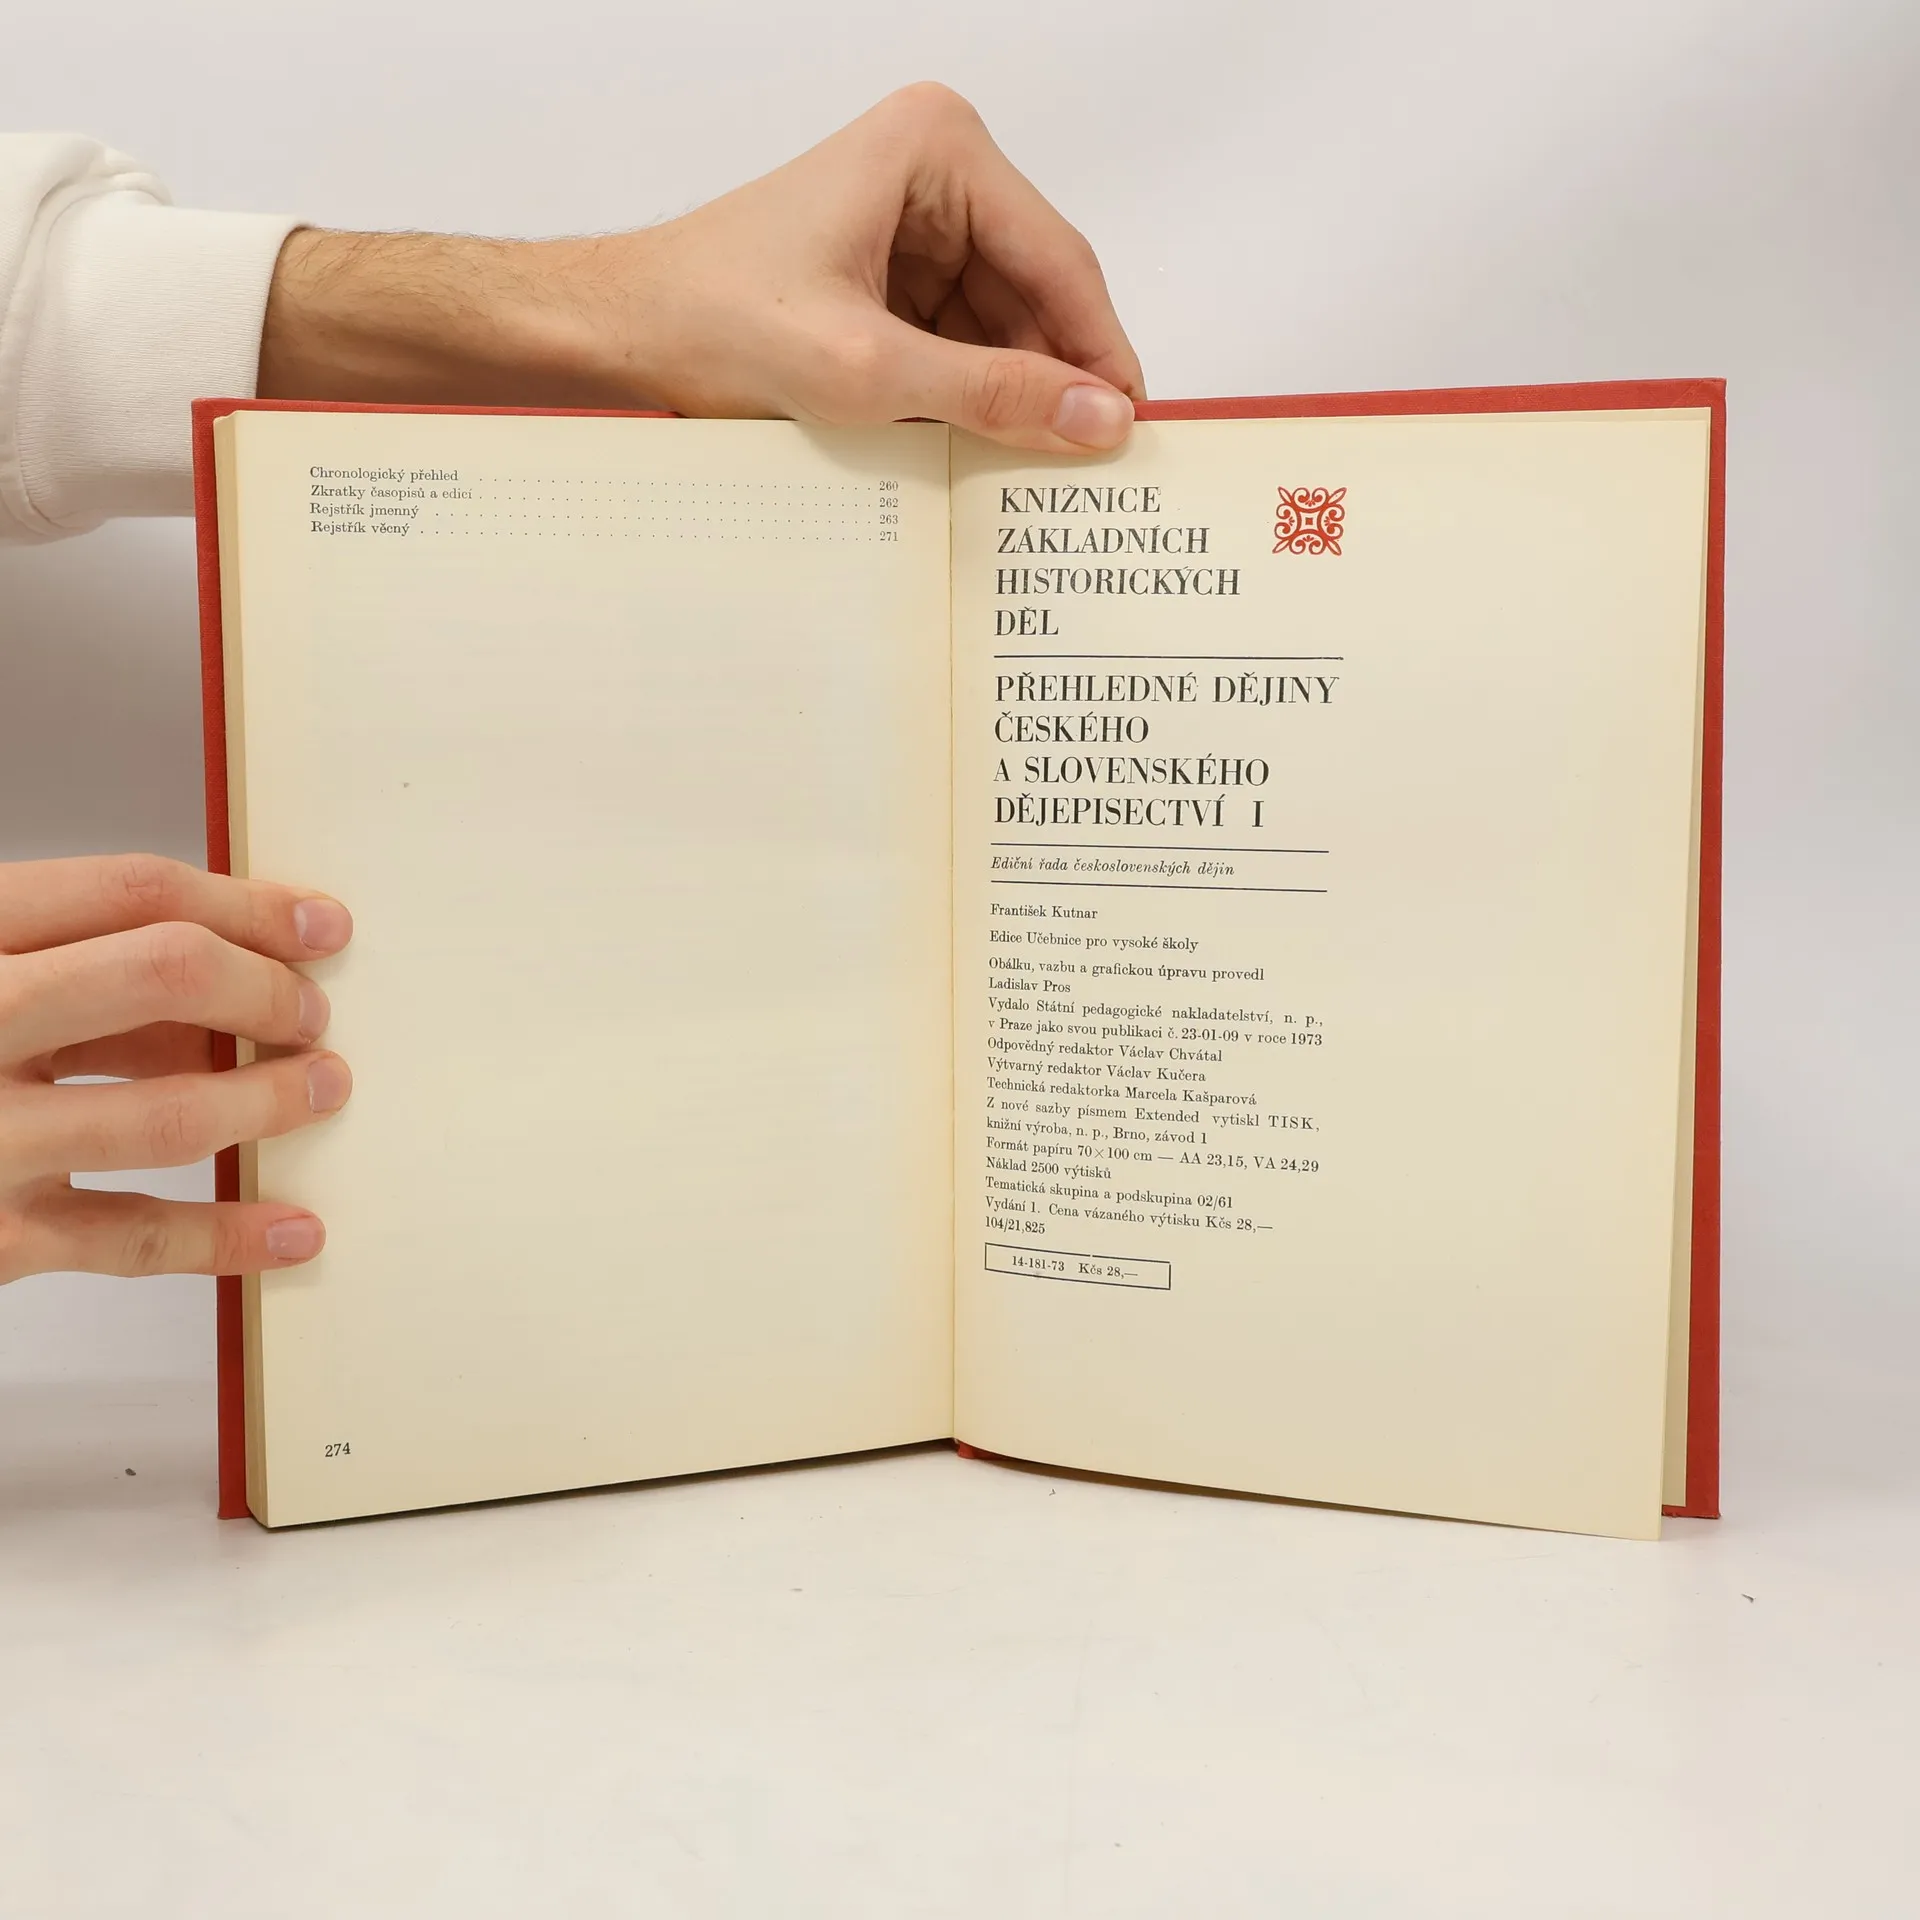 Chronologický přehled . . . . . . . . . . . . . . . . . . . . . . . . . . . . 260
Zkratky časopisů a edicí . . . . . . . . . . . . . . . . . . . . . . . . . . . . 262
Rejstřík jmenný . . . . . . . . . . . . . . . . . . . . . . . . . . . . . . 263
Rejstřík věcný . . . . . . . . . . . . . . . . . . . . . . . . . . . . . . . 271
274
KNIŽNICE
ZÁKLADNÍCH
HISTORICKÝCH
DĚL
PŘEHLEDNÉ DĚJINY
ČESKÉHO
A SLOVENSKÉHO
DĚJEPISECTVÍ I
Ediční řada československých dějin
František Kutnar
Edice Učebnice pro vysoké školy
Obálku, vazbu a grafickou úpravu provedl
Ladislav Pros
Vydalo Státní pedagogické nakladatelství, n. p.,
v Praze jako svou publikaci č. 23-01-09 v roce 1973
Odpovědný redaktor Václav Chvátal
Výtvarný redaktor Václav Kučera
Technická redaktorka Marcela Kašparová
Z nové sazby písmem Extended vytiskl TISK,
knižní výroba, n. p., Brno, závod 1
Formát papíru 70×100 cm — AA 23,15, VA 24,29
Náklad 2500 výtisků
Tematická skupina a podskupina 02/61
Vydání 1. Cena vázaného výtisku Kčs 28,—
104/21,825
14-181-73 Kčs 28,—